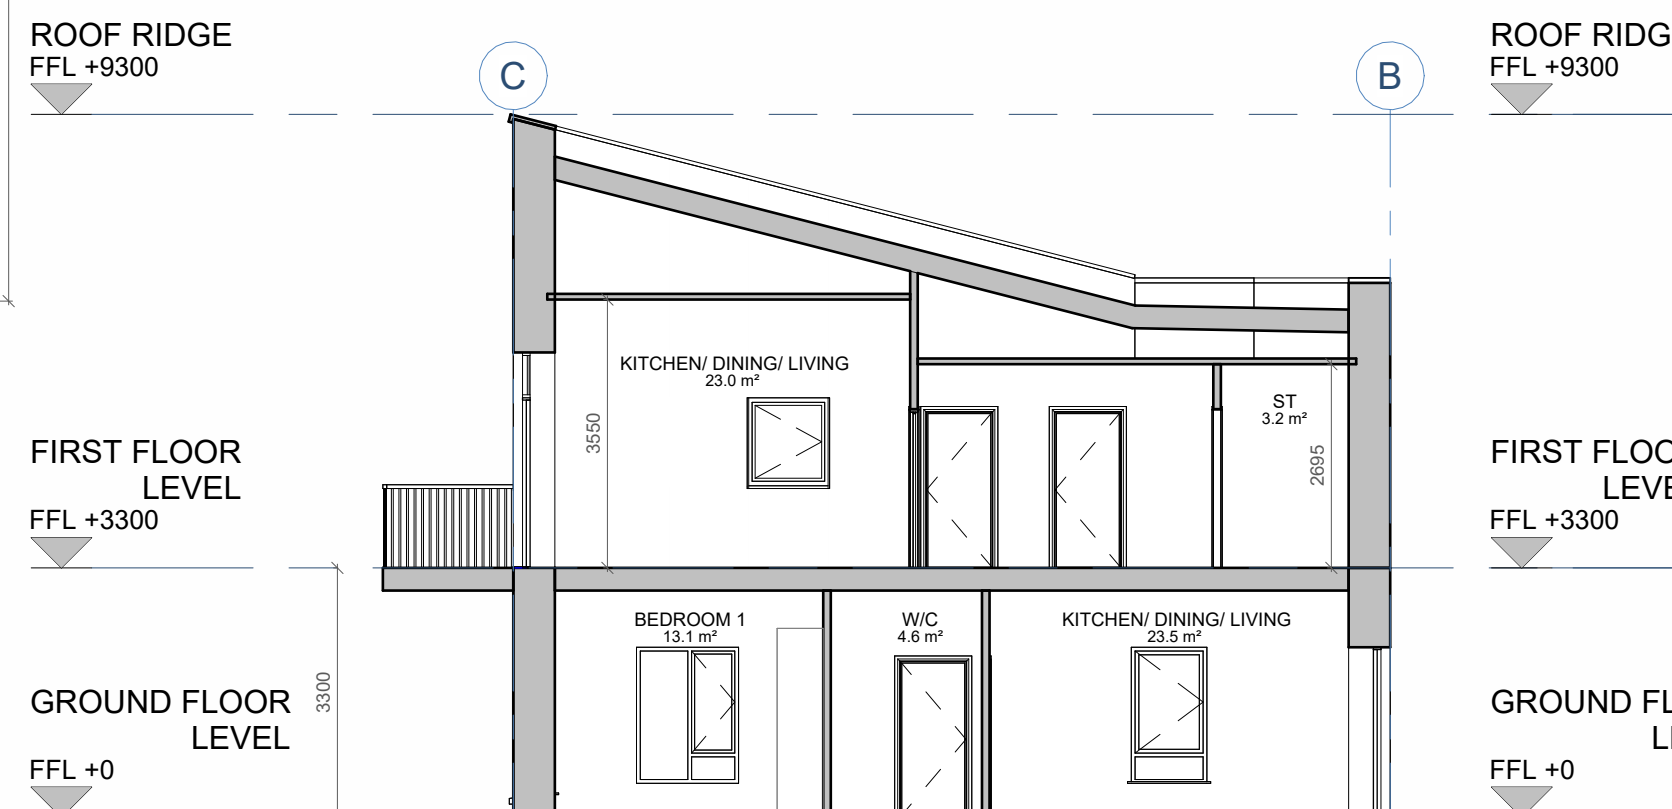 ROOF RIDGE
FFL +9300
C
B
ROOF RIDG
FFL +9300
KITCHEN/ DINING/ LIVING
23.0 m²
3550
ST
3.2 m²
2695
FIRST FLOOR
LEVEL
FFL +3300
FIRST FLOO
LEVE
FFL +3300
BEDROOM 1
13.1 m²
W/C
4.6 m²
KITCHEN/ DINING/ LIVING
23.5 m²
3300
GROUND FLOOR
LEVEL
FFL +0
GROUND FL
LE
FFL +0